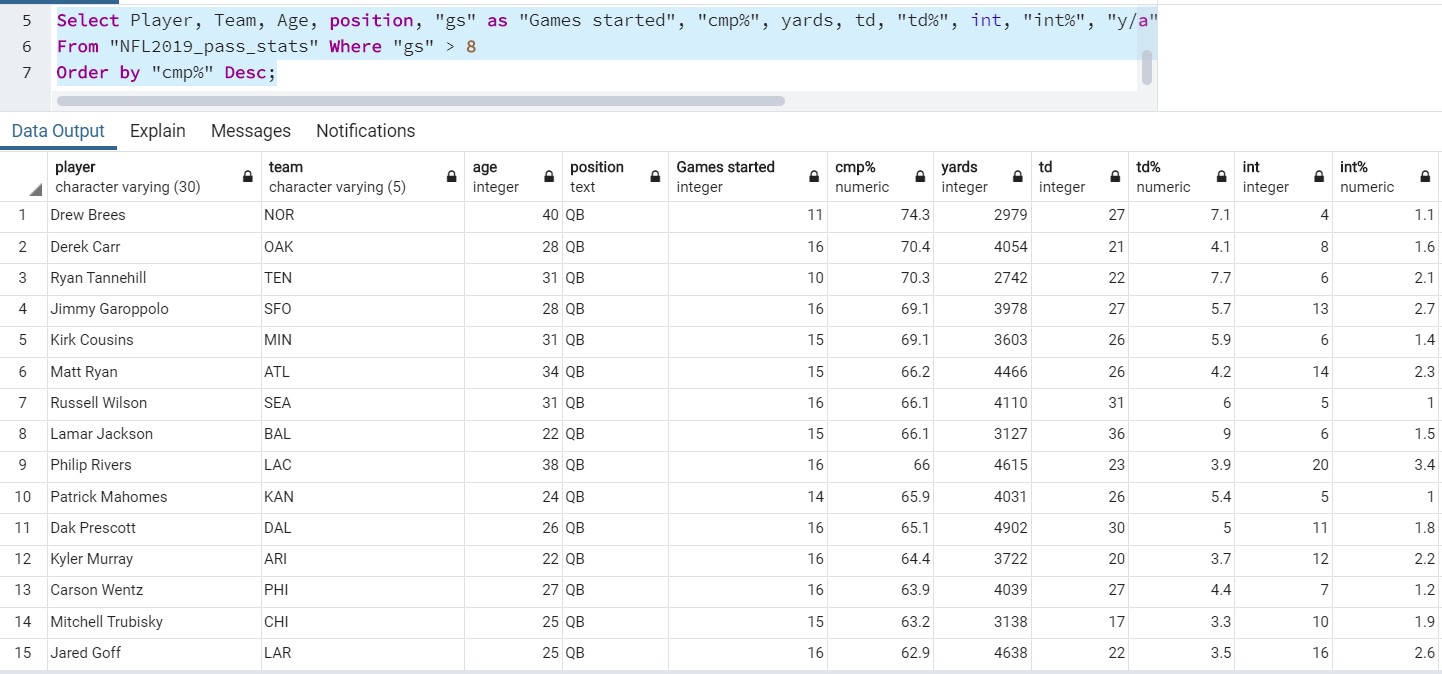 5 Select Player, Team, Age, position, "gs" as "Games started", "cmp%", yards, td, "td%", int, "int%", "y/a"
6 From "NFL2019_pass_stats" Where "gs" > 8
7 Order by "cmp%" Desc;
Data Output Explain Messages Notifications
player team age position Games started cmp% yards td td% int int%
character varying (30) character varying (5) integer text integer numeric integer integer numeric integer numeric
1 Drew Brees NOR 40 QB 11 74.3 2979 27 7.1 4 1.1
2 Derek Carr OAK 28 QB 16 70.4 4054 21 4.1 8 1.6
3 Ryan Tannehill TEN 31 QB 10 70.3 2742 22 7.7 6 2.1
4 Jimmy Garoppolo SFO 28 QB 16 69.1 3978 27 5.7 13 2.7
5 Kirk Cousins MIN 31 QB 15 69.1 3603 26 5.9 6 1.4
6 Matt Ryan ATL 34 QB 15 66.2 4466 26 4.2 14 2.3
7 Russell Wilson SEA 31 QB 16 66.1 4110 31 6 5 1
8 Lamar Jackson BAL 22 QB 15 66.1 3127 36 9 6 1.5
9 Philip Rivers LAC 38 QB 16 66 4615 23 3.9 20 3.4
10 Patrick Mahomes KAN 24 QB 14 65.9 4031 26 5.4 5 1
11 Dak Prescott DAL 26 QB 16 65.1 4902 30 5 11 1.8
12 Kyler Murray ARI 22 QB 16 64.4 3722 20 3.7 12 2.2
13 Carson Wentz PHI 27 QB 16 63.9 4039 27 4.4 7 1.2
14 Mitchell Trubisky CHI 25 QB 15 63.2 3138 17 3.3 10 1.9
15 Jared Goff LAR 25 QB 16 62.9 4638 22 3.5 16 2.6